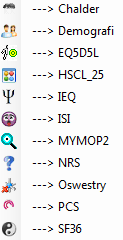 ---> Chalder
---> Demografi
---> EQ5D5L
---> HSCL_25
---> IEQ
---> ISI
---> MYMOP2
---> NRS
---> Oswestry
---> PCS
---> SF36